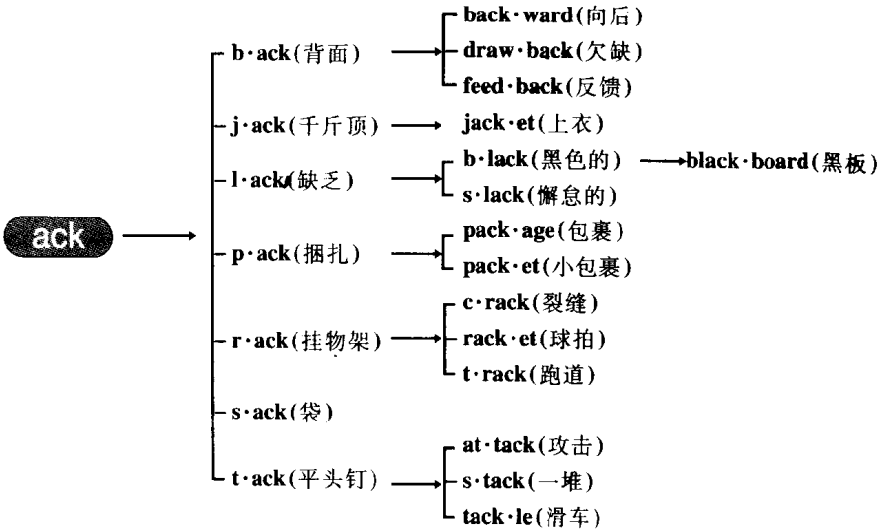 ack
b·ack(背面)
back·ward(向后)
draw·back(欠缺)
feed·back(反馈)
j·ack(千斤顶)
jack·et(上衣)
l·ack(缺乏)
b·lack(黑色的)
black·board(黑板)
s·lack(懈怠的)
p·ack(捆扎)
pack·age(包裹)
pack·et(小包裹)
r·ack(挂物架)
c·rack(裂缝)
rack·et(球拍)
t·rack(跑道)
s·ack(袋)
t·ack(平头钉)
at·tack(攻击)
s·tack(一堆)
tack·le(滑车)